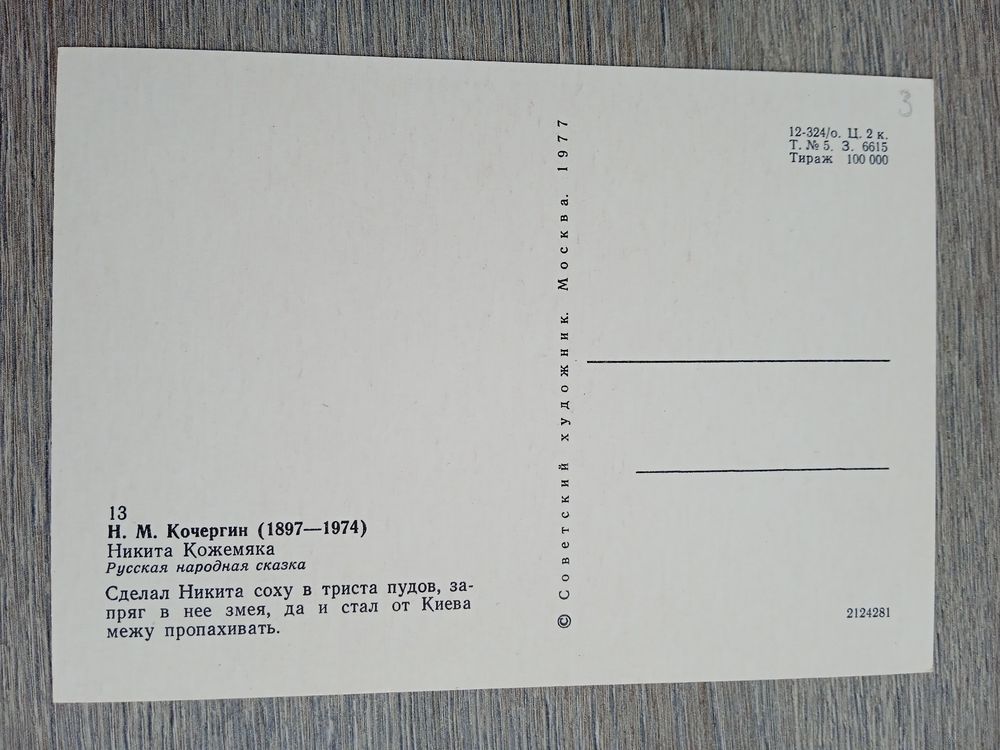 3
12-324/о. Ц. 2 к.
Т. № 5. З. 6615
Тираж 100 000
© Советский художник. Москва. 1977
13
Н. М. Кочергин (1897—1974)
Никита Кожемяка
Русская народная сказка
Сделал Никита соху в триста пудов, за-
пряг в нее змея, да и стал от Киева
межу пропахивать.
2124281